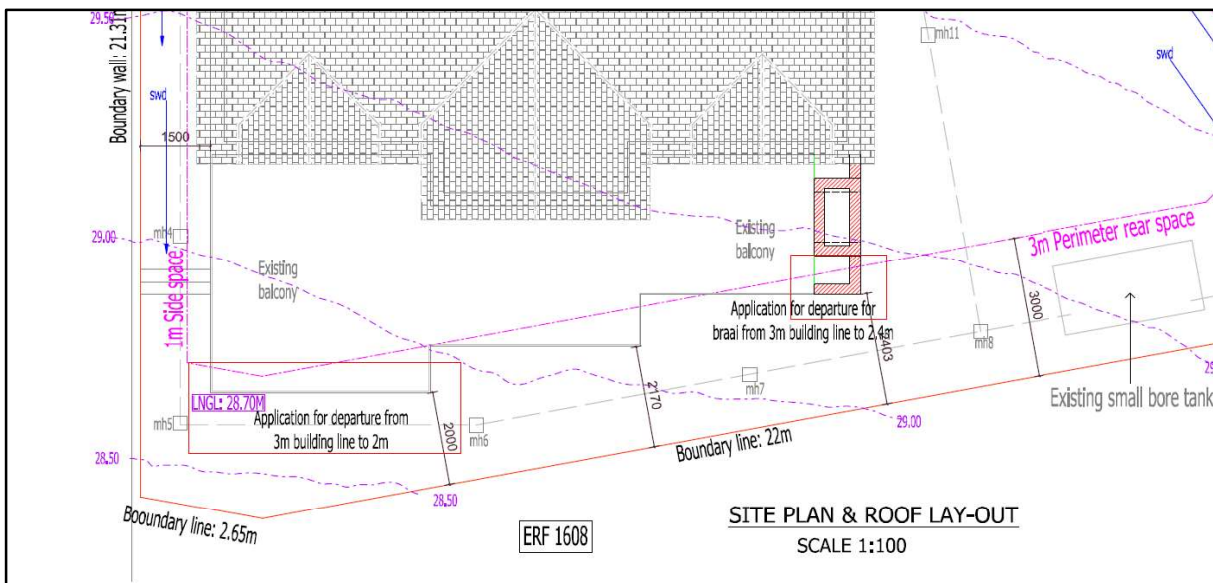 29.50
Boundary wall: 21.31m
swd
1500
mh11
swd
29.00
mh4
1m Side space
Existing
balcony
Existing
balcony
3m Perimeter rear space
Application for departure for
braai from 3m building line to 2.4m
2403
3000
mh8
Existing small bore tank
LNGL: 28.70M
Application for departure from
3m building line to 2m
mh5
mh6
mh7
2000
2170
Boundary line: 22m
29.00
28.50
28.50
Booundary line: 2.65m
ERF 1608
SITE PLAN & ROOF LAY-OUT
SCALE 1:100